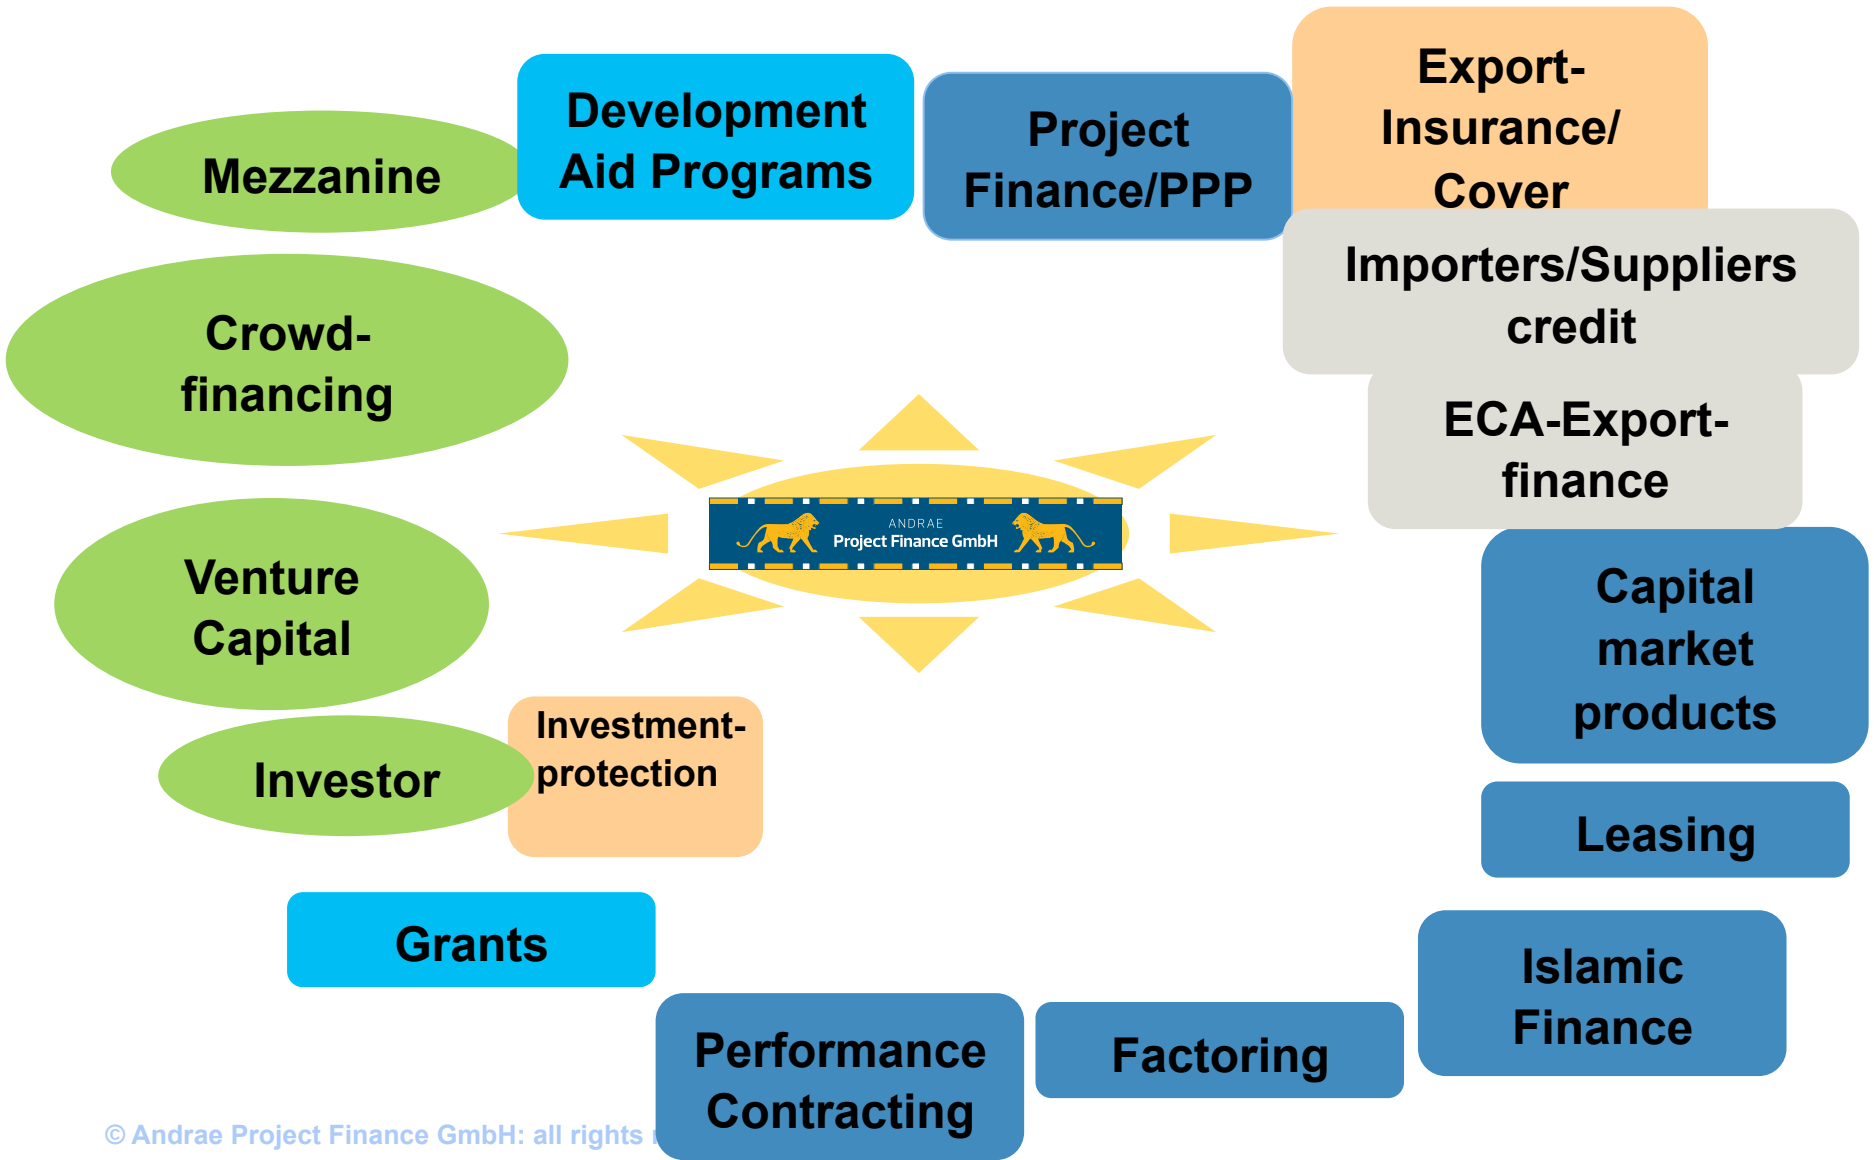 Export-
Insurance/
Cover
Development
Aid Programs
Project
Finance/PPP
Mezzanine
Importers/Suppliers
credit
Crowd-
financing
ECA-Export-
finance
ANDRAE
Project Finance GmbH
Venture
Capital
Capital
market
products
Investment-
protection
Investor
Leasing
Grants
Islamic
Finance
Performance
Contracting
Factoring
© Andrae Project Finance GmbH: all rights